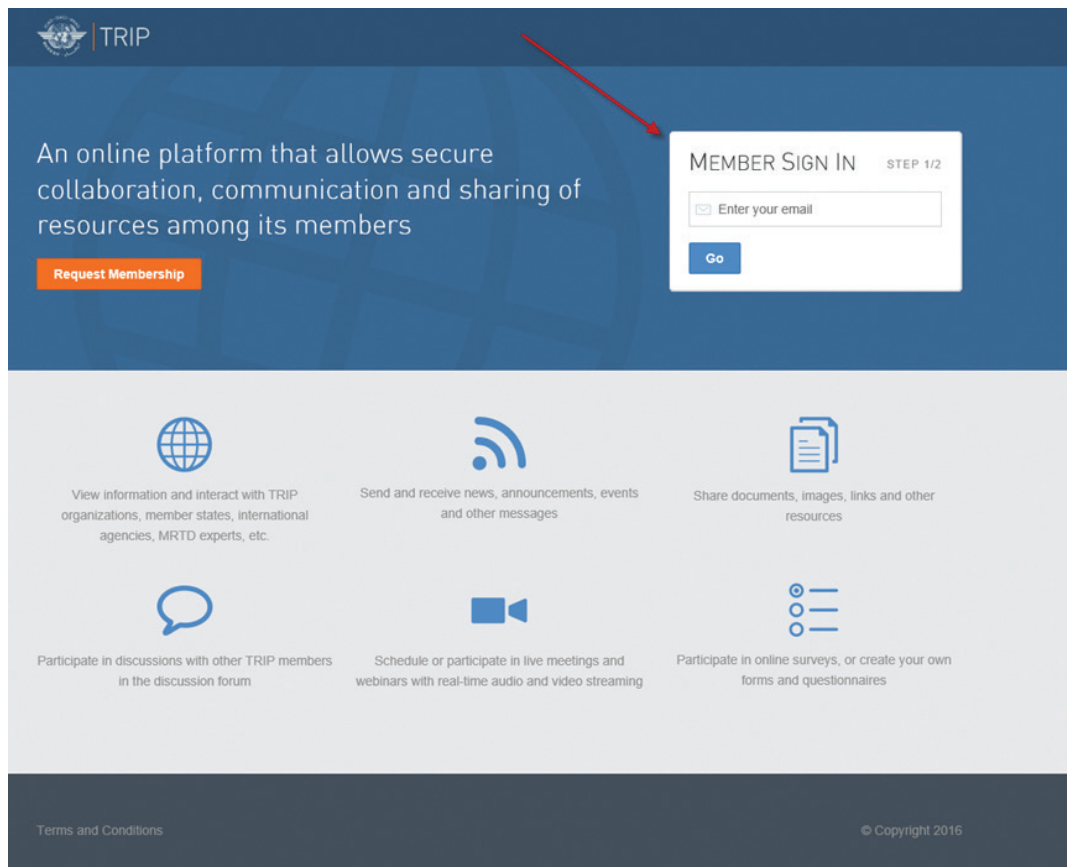 TRIP
An online platform that allows secure
collaboration, communication and sharing of
resources among its members
Request Membership
MEMBER SIGN IN STEP 1/2
Enter your email
Go
View information and interact with TRIP
organizations, member states, international
agencies, MRTD experts, etc.
Send and receive news, announcements, events
and other messages
Share documents, images, links and other
resources
Participate in discussions with other TRIP members
in the discussion forum
Schedule or participate in live meetings and
webinars with real-time audio and video streaming
Participate in online surveys, or create your own
forms and questionnaires
Terms and Conditions
© Copyright 2016